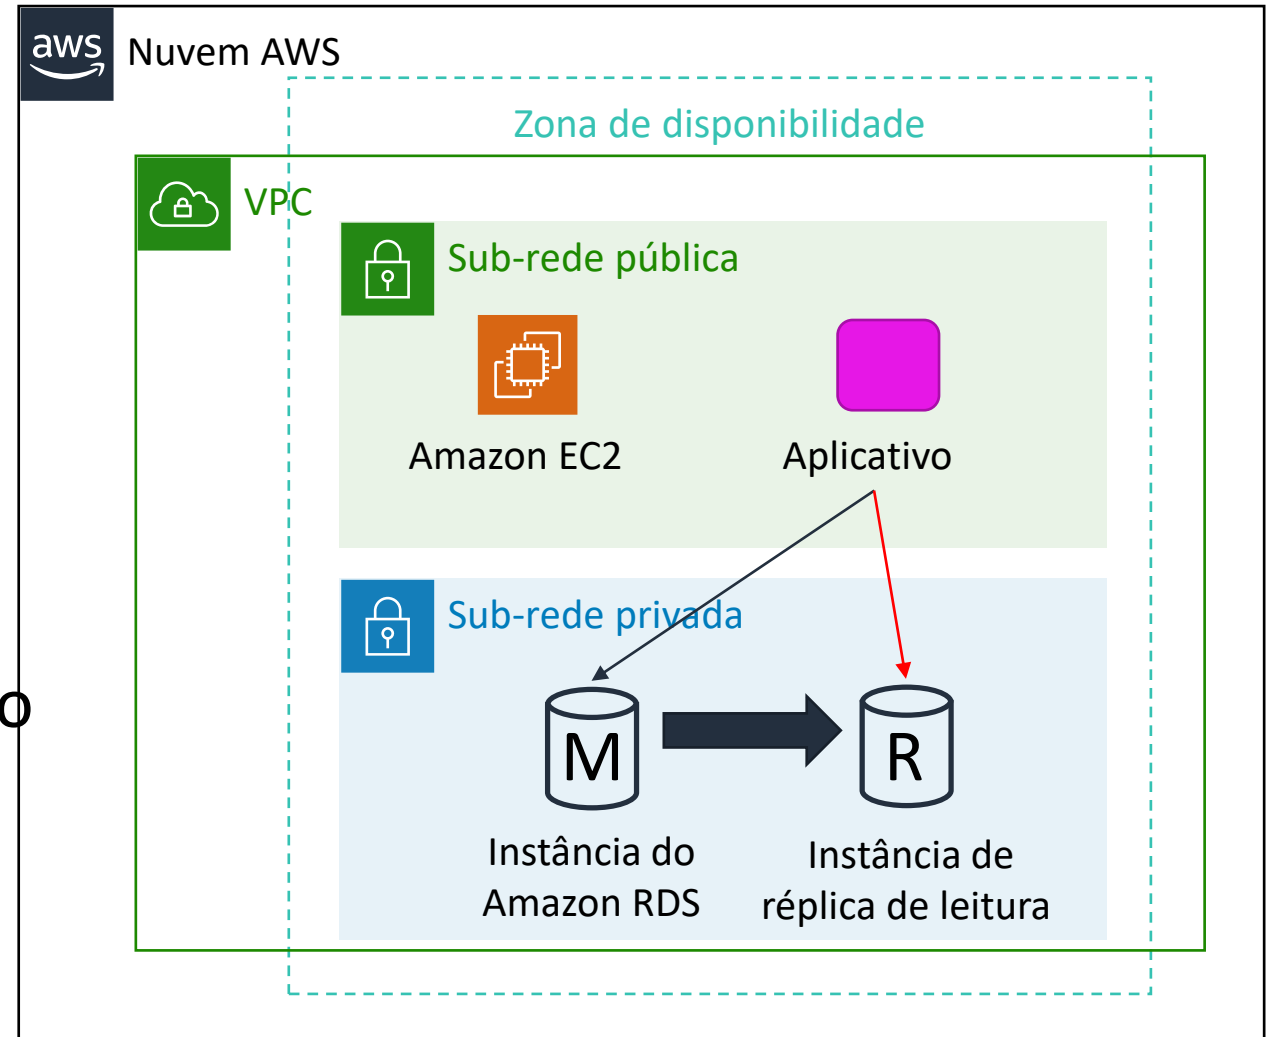 aws
Nuvem AWS
Zona de disponibilidade
VPC
Sub-rede pública
Amazon EC2
Aplicativo
Sub-rede privada
o
M
R
Instância do
Amazon RDS
Instância de
réplica de leitura